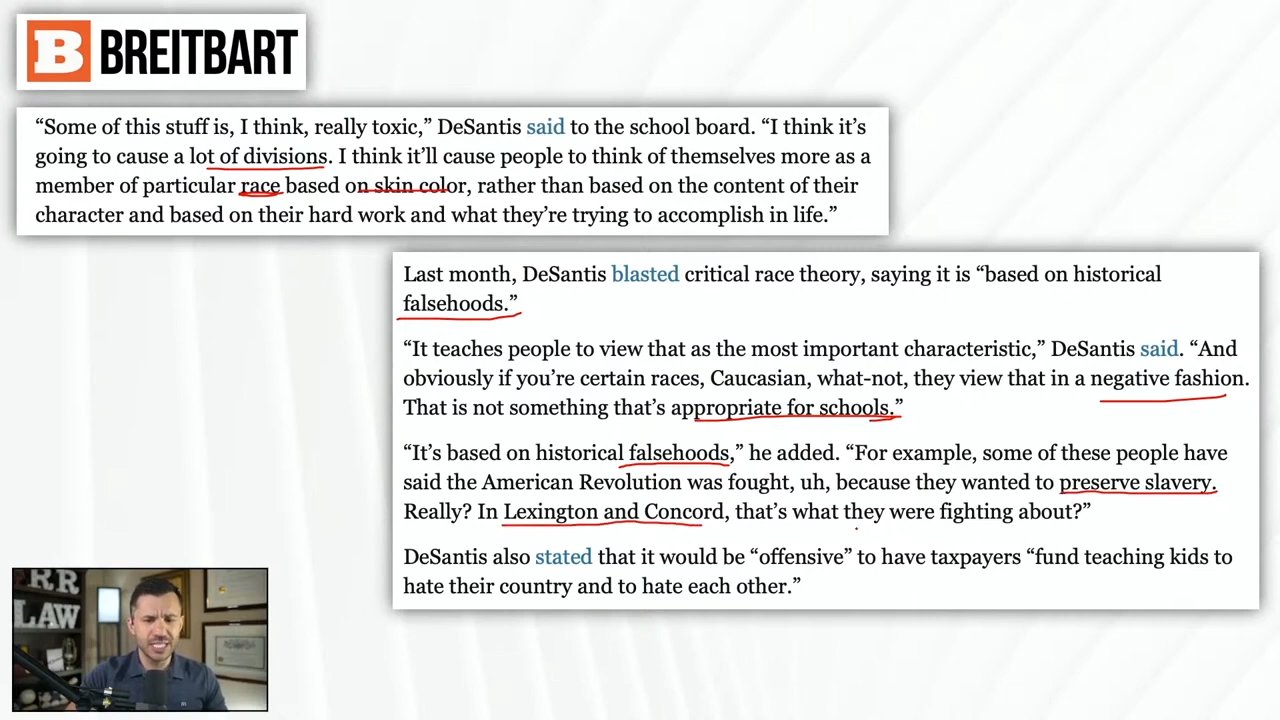 B BREITBART
“Some of this stuff is, I think, really toxic,” DeSantis said to the school board. “I think it’s
going to cause a lot of divisions. I think it’ll cause people to think of themselves more as a
member of particular race based on skin color, rather than based on the content of their
character and based on their hard work and what they’re trying to accomplish in life.”
Last month, DeSantis blasted critical race theory, saying it is “based on historical
falsehoods.”
“It teaches people to view that as the most important characteristic,” DeSantis said. “And
obviously if you’re certain races, Caucasian, what-not, they view that in a negative fashion.
That is not something that’s appropriate for schools.”
“It’s based on historical falsehoods,” he added. “For example, some of these people have
said the American Revolution was fought, uh, because they wanted to preserve slavery.
Really? In Lexington and Concord, that’s what they were fighting about?”
DeSantis also stated that it would be “offensive” to have taxpayers “fund teaching kids to
hate their country and to hate each other.”
RR
LAW